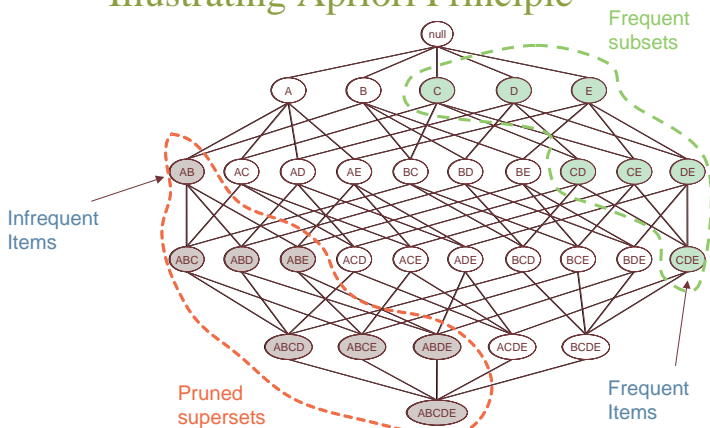 Illustrating Apriori Principle
Frequent
subsets
null
A B C D E
AB AC AD AE BC BD BE CD CE DE
Infrequent
Items
ABC ABD ABE ACD ACE ADE BCD BCE BDE CDE
ABCD ABCE ABDE ACDE BCDE
Pruned
supersets
Frequent
Items
ABCDE